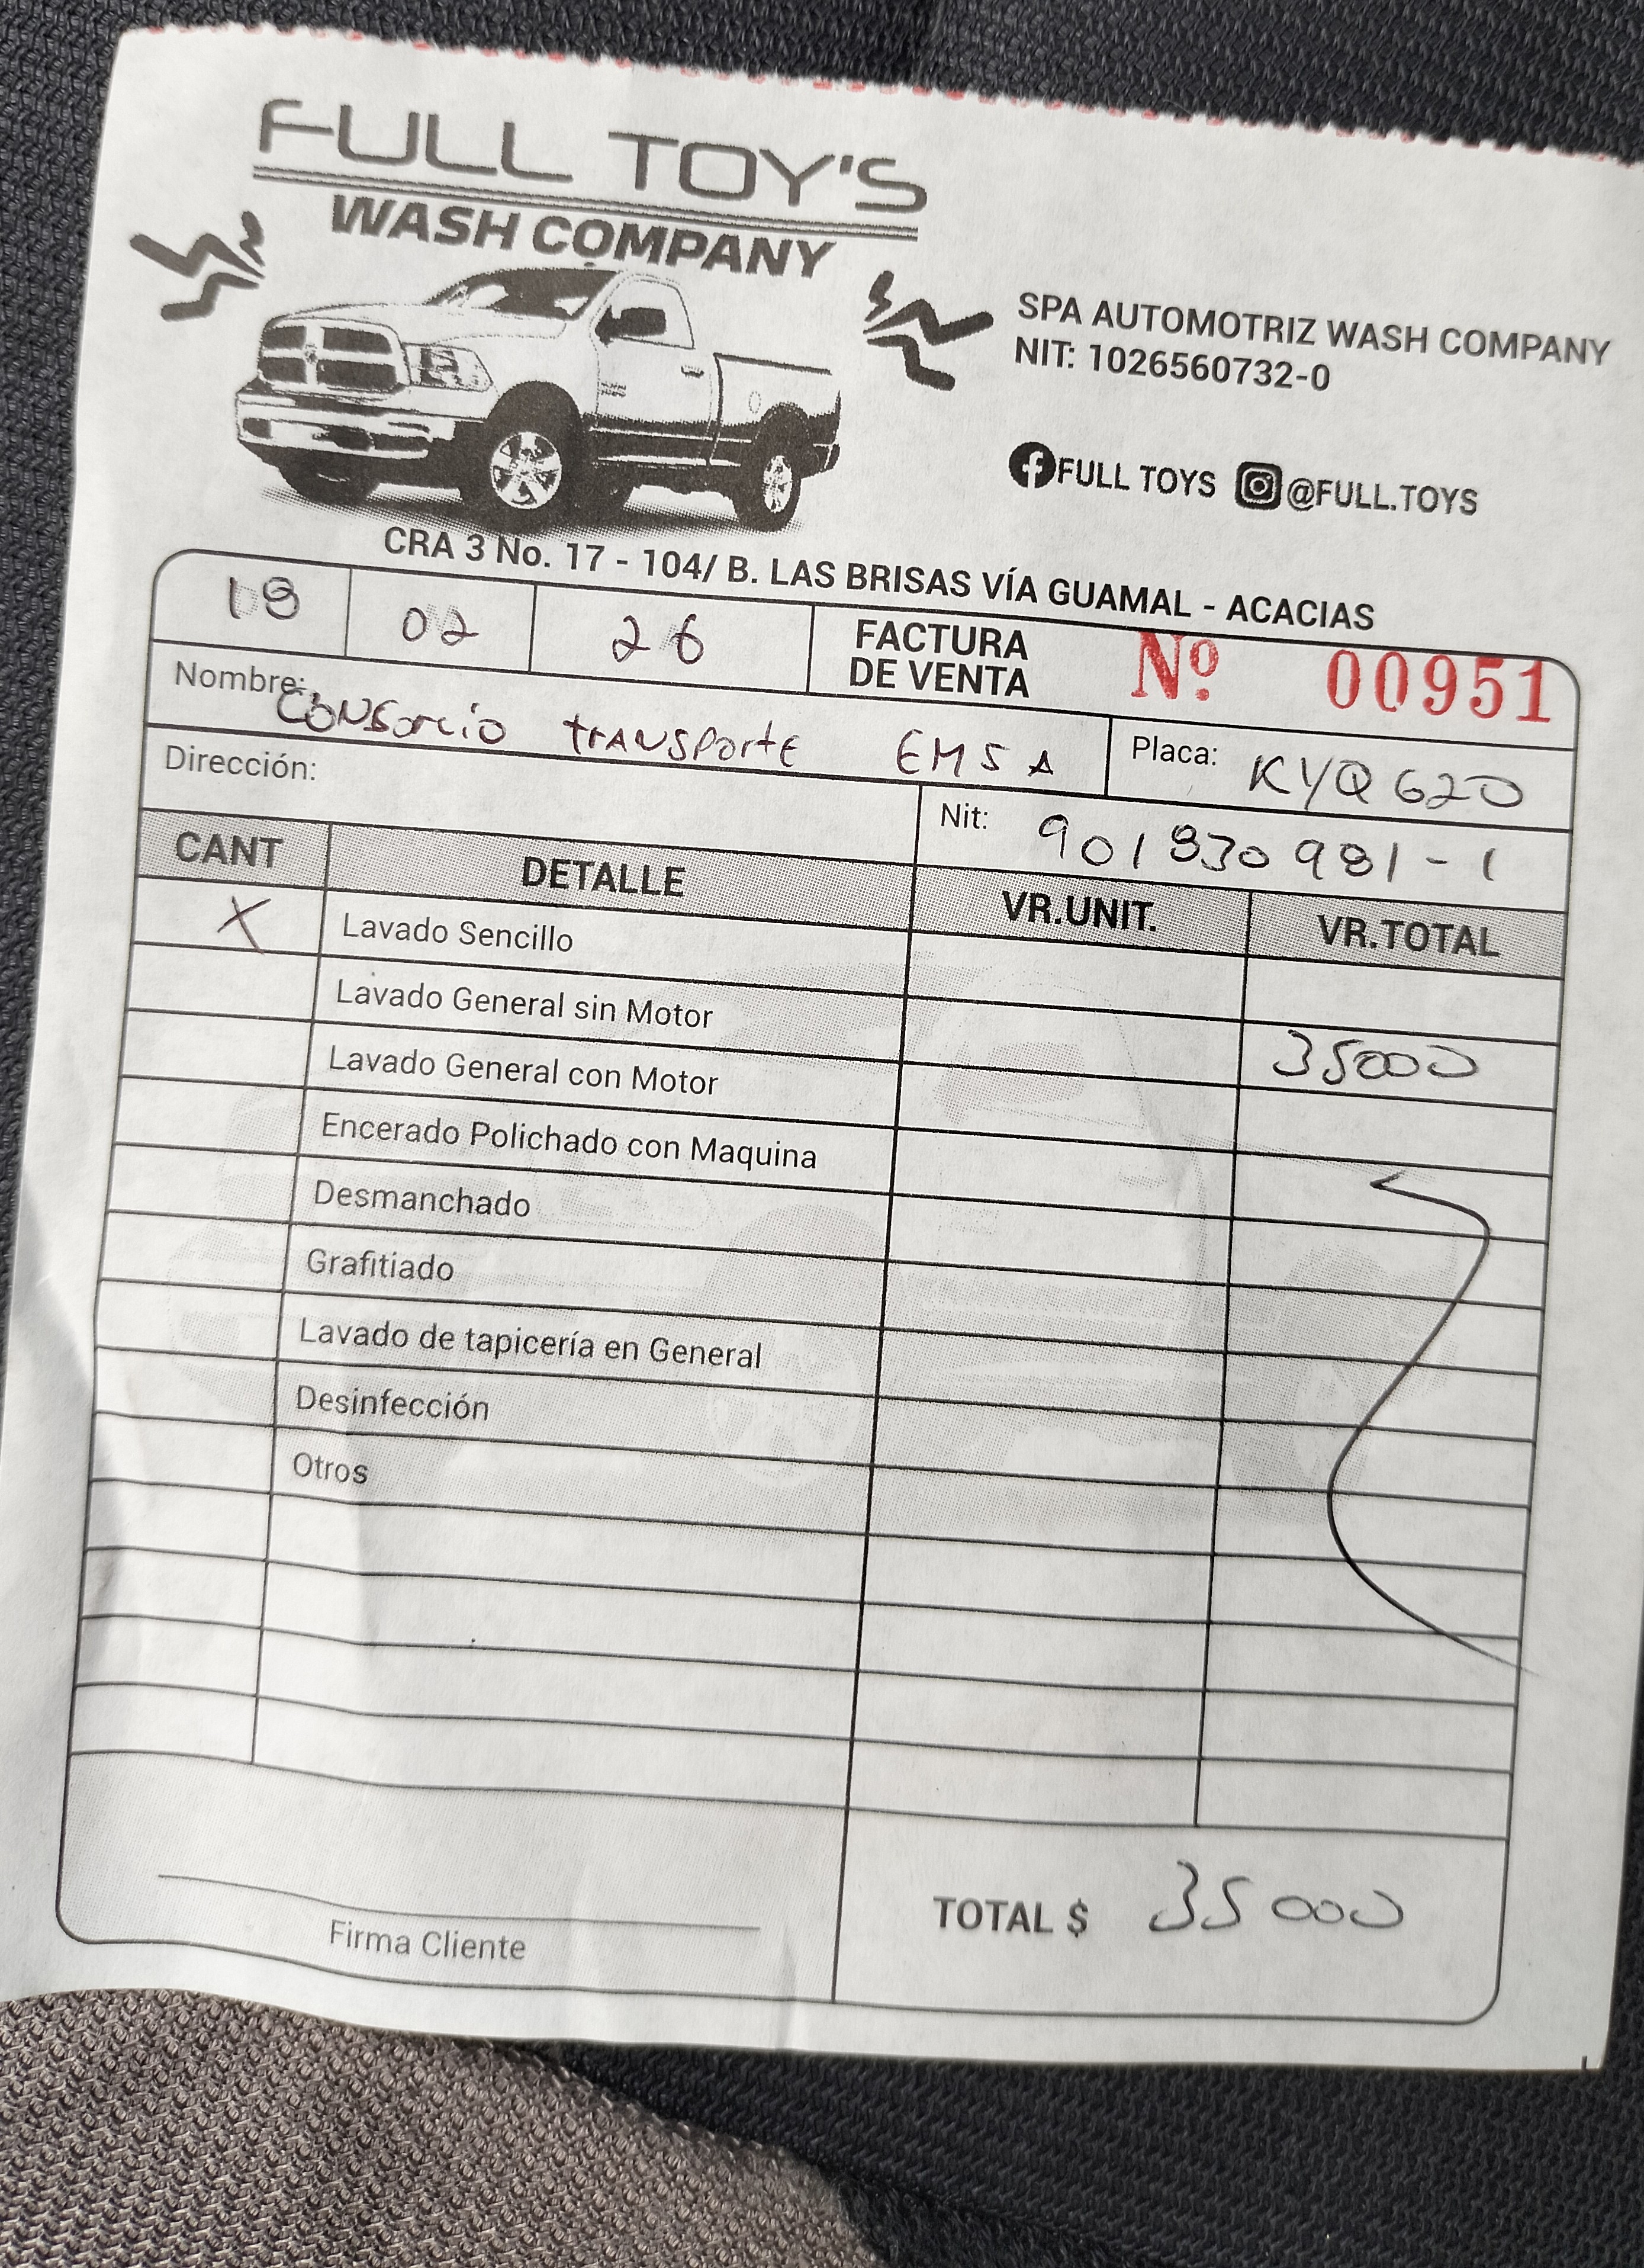 FULL TOY'S
WASH COMPANY
SPA AUTOMOTRIZ WASH COMPANY
NIT: 1026560732-0
FULL TOYS @FULL.TOYS
CRA 3 No. 17 - 104/ B. LAS BRISAS VÍA GUAMAL - ACACIAS
18 02 26 FACTURA DE VENTA Nº 00951
Nombre: CONSORCIO TRANSPORTE EMSA Placa: KYQ620
Dirección: Nit: 901830981-1
CANT DETALLE VR.UNIT. VR.TOTAL
X Lavado Sencillo
Lavado General sin Motor 35000
Lavado General con Motor
Encerado Polichado con Maquina
Desmanchado
Grafitiado
Lavado de tapicería en General
Desinfección
Otros
TOTAL $ 35000
Firma Cliente